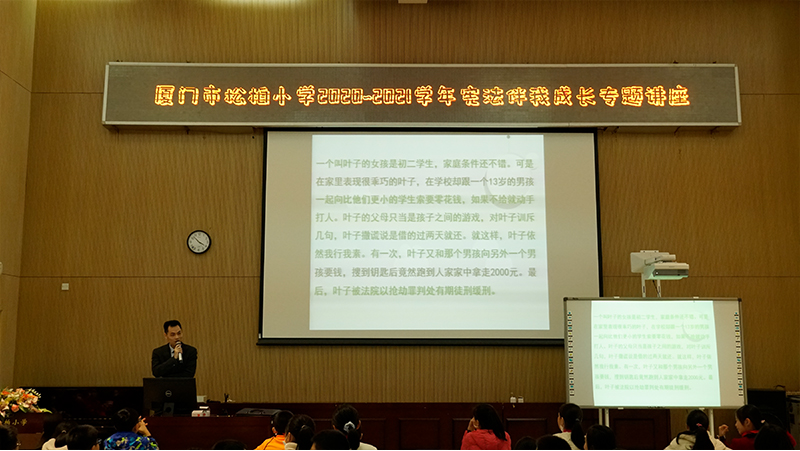 厦门市松柏小学2020-2021学年宪法伴我成长专题讲座
一个叫叶子的女孩是初二学生，家庭条件还不错。可是
在家里表现很乖巧的叶子，在学校却跟一个13岁的男孩
一起向比他们更小的学生索要零花钱，如果不给就动手
打人。叶子的父母只当是孩子之间的游戏，对叶子训斥
几句，叶子撒谎说是借的过两天就还。就这样，叶子依
然我行我素。有一次，叶子又和那个男孩向另外一个男
孩要钱，搜到钥匙后竟然跑到人家家中拿走2000元。最
后，叶子被法院以抢劫罪判处有期徒刑缓刑。
DELL